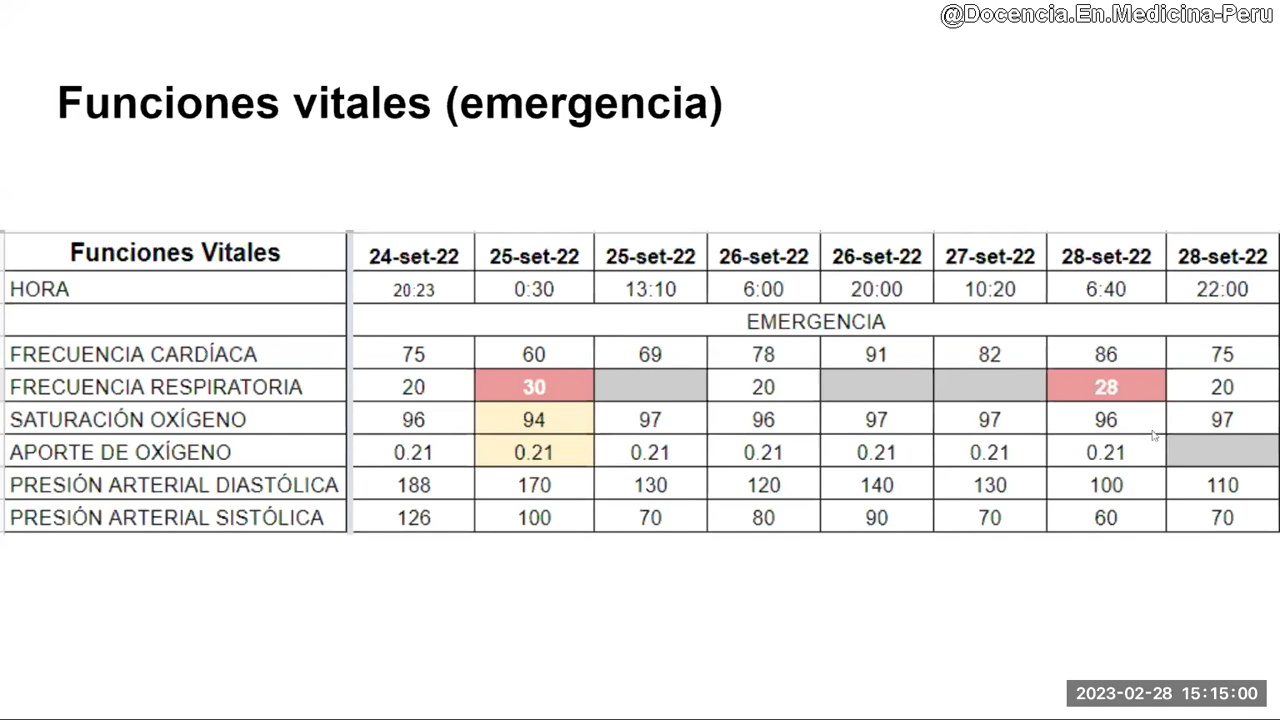 @Docencia.En.Medicina-Peru
Funciones vitales (emergencia)
Funciones Vitales 24-set-22 25-set-22 25-set-22 26-set-22 26-set-22 27-set-22 28-set-22 28-set-22
HORA 20:23 0:30 13:10 6:00 20:00 10:20 6:40 22:00
EMERGENCIA
FRECUENCIA CARDÍACA 75 60 69 78 91 82 86 75
FRECUENCIA RESPIRATORIA 20 30 20 28 20
SATURACIÓN OXÍGENO 96 94 97 96 97 97 96 97
APORTE DE OXÍGENO 0.21 0.21 0.21 0.21 0.21 0.21 0.21
PRESIÓN ARTERIAL DIASTÓLICA 188 170 130 120 140 130 100 110
PRESIÓN ARTERIAL SISTÓLICA 126 100 70 80 90 70 60 70
2023-02-28 15:15:00